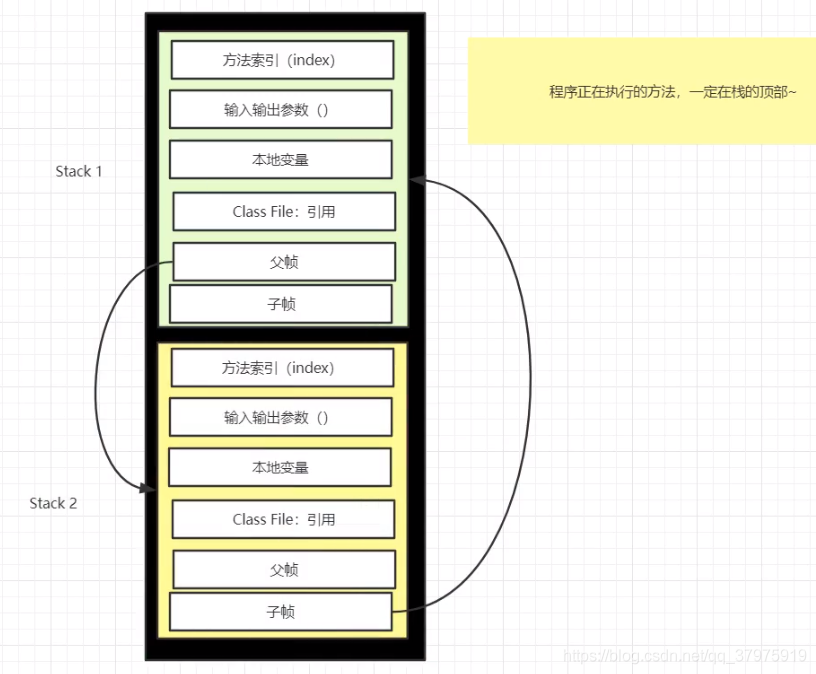 方法索引（index）
输入输出参数（）
本地变量
Class File：引用
父帧
子帧
Stack 1
程序正在执行的方法，一定在栈的顶部~
方法索引（index）
输入输出参数（）
本地变量
Class File：引用
父帧
子帧
Stack 2
https://blog.csdn.net/qq_37975919